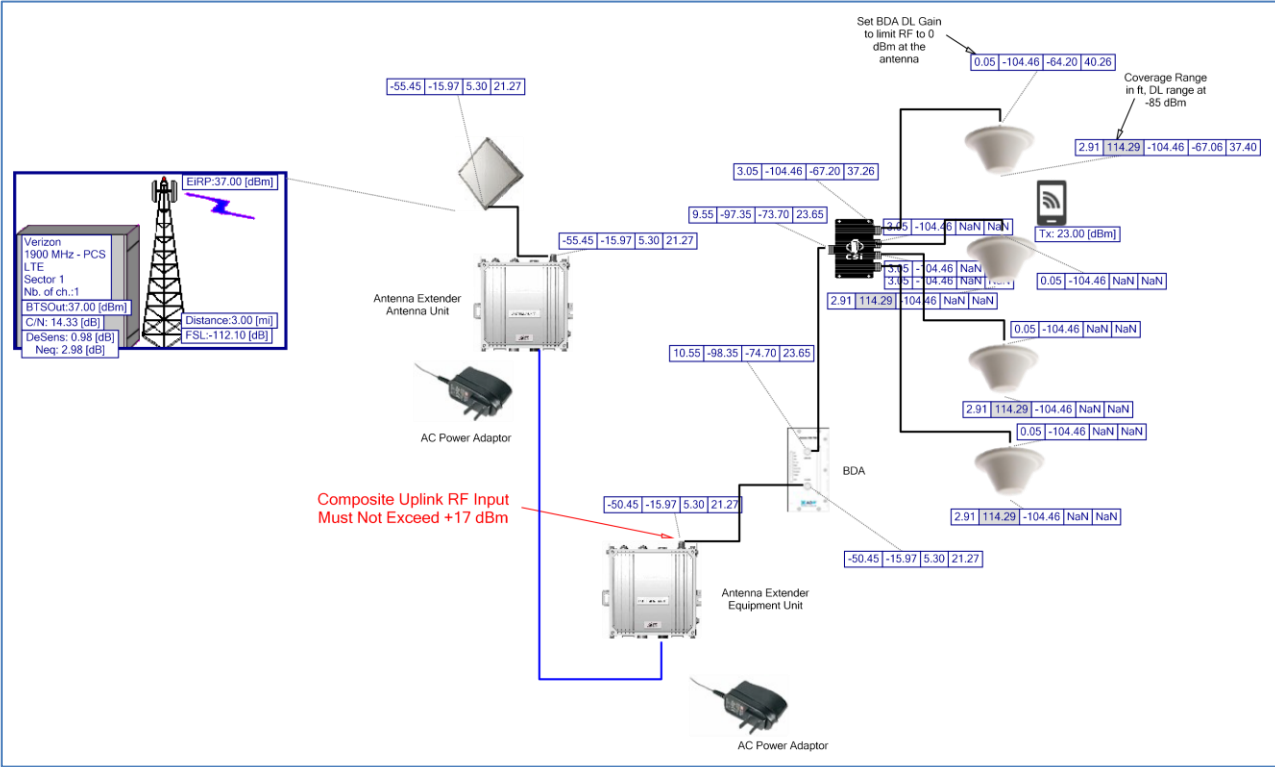 Set BDA DL Gain
to limit RF to 0
dBm at the
antenna
0.05 -104.46 -64.20 40.26
-55.45 -15.97 5.30 21.27
Coverage Range
in ft, DL range at
-85 dBm
2.91 114.29 -104.46 -67.06 37.40
EiRP:37.00 [dBm]
3.05 -104.46 -67.20 37.26
Verizon
1900 MHz - PCS
LTE
Sector 1
Nb. of ch.:1
BTSOut:37.00 [dBm]
C/N: 14.33 [dB]
DeSens: 0.98 [dB]
Neq: 2.98 [dB]
Distance:3.00 [mi]
FSL:-112.10 [dB]
-55.45 -15.97 5.30 21.27
9.55 -97.35 -73.70 23.65
3.05 -104.46 NaN NaN
Tx: 23.00 [dBm]
3.05 -104.46 NaN
3.05 -104.46 NaN NaN
0.05 -104.46 NaN NaN
2.91 114.29 -104.46 NaN NaN
Antenna Extender
Antenna Unit
0.05 -104.46 NaN NaN
10.55 -98.35 -74.70 23.65
2.91 114.29 -104.46 NaN NaN
AC Power Adaptor
0.05 -104.46 NaN NaN
BDA
Composite Uplink RF Input
Must Not Exceed +17 dBm
-50.45 -15.97 5.30 21.27
2.91 114.29 -104.46 NaN NaN
-50.45 -15.97 5.30 21.27
Antenna Extender
Equipment Unit
AC Power Adaptor